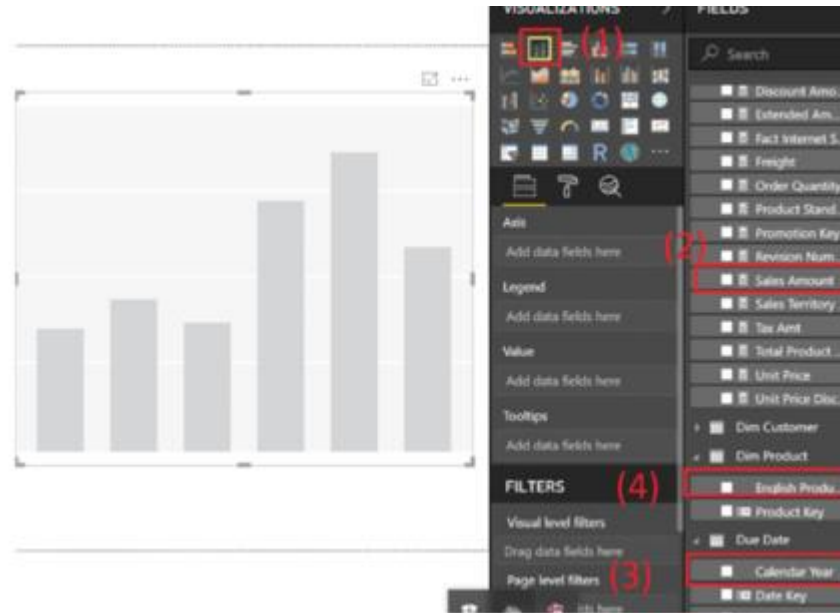 VISUALIZATIONS
FIELDS
(1)
Search
R
Axis
Add data fields here
Legend
Add data fields here
Value
Add data fields here
Tooltips
Add data fields here
FILTERS
Visual level filters
Drag data fields here
Page level filters
(2)
(4)
(3)
Discount Amo...
Extended Am...
Fact Internet S...
Freight
Order Quantity
Product Stand...
Promotion Key
Revision Num...
Sales Amount
Sales Territory...
Tax Amt
Total Product ...
Unit Price
Unit Price Disc...
Dim Customer
Dim Product
English Produ...
Product Key
Due Date
Calendar Year
Date Key